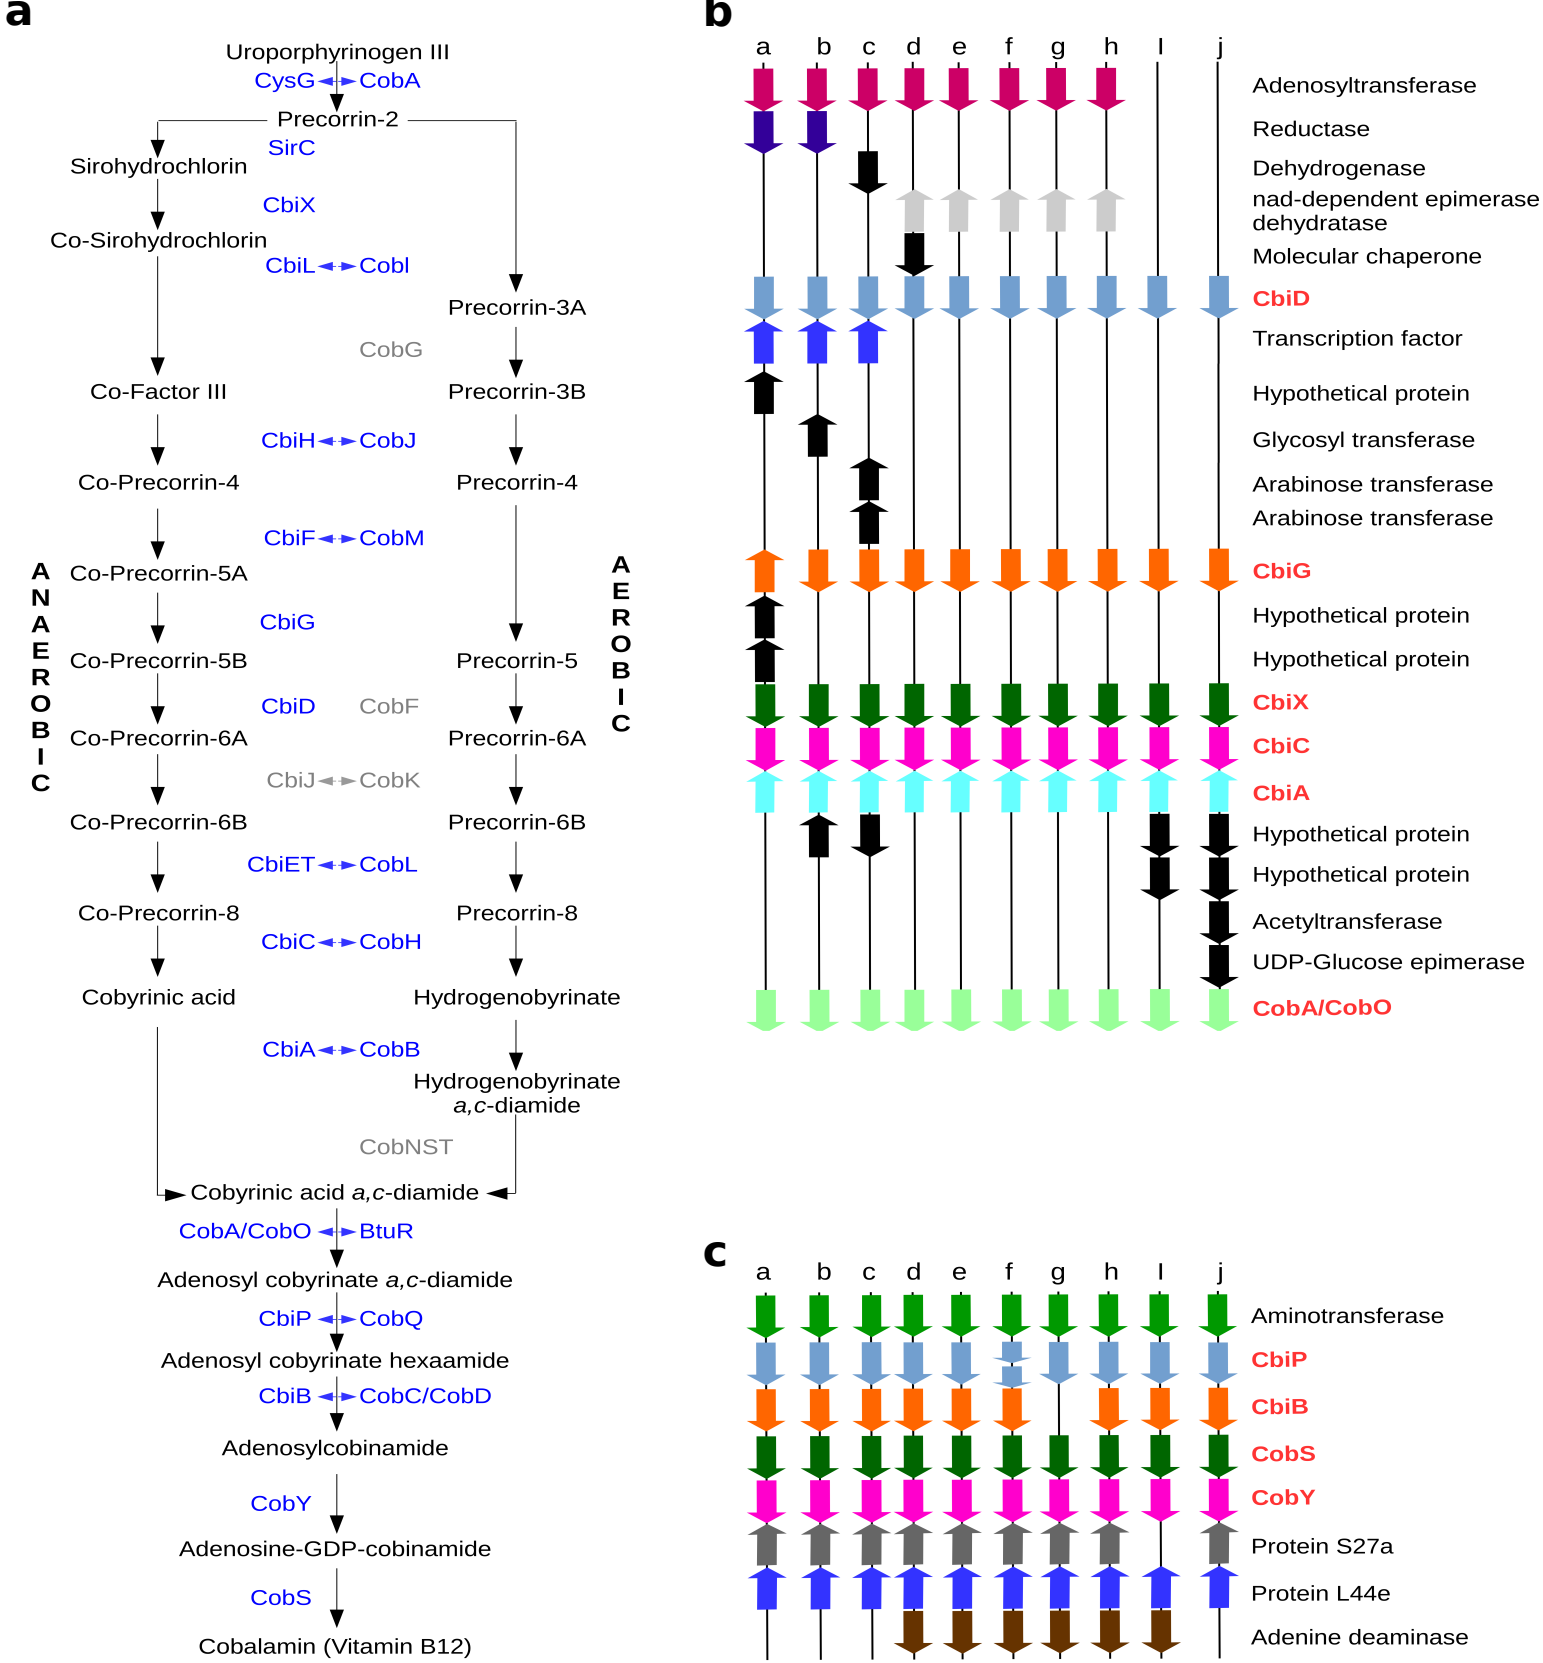 a
Uroporphyrinogen III
CysG CobA
Precorrin-2
SirC
Sirohydrochlorin
CbiX
Co-Sirohydrochlorin
CbiL CobI
Precorrin-3A
CobG
Co-Factor III Precorrin-3B
CbiH CobJ
Co-Precorrin-4 Precorrin-4
CbiF CobM
Co-Precorrin-5A
CbiG
Co-Precorrin-5B Precorrin-5
CbiD CobF
Co-Precorrin-6A Precorrin-6A
CbiJ CobK
Co-Precorrin-6B Precorrin-6B
CbiET CobL
Co-Precorrin-8 Precorrin-8
CbiC CobH
Cobyrinic acid Hydrogenobyrinate
CbiA CobB
Hydrogenobyrinate
a,c-diamide
CobNST
Cobyrinic acid a,c-diamide
CobA/CobO BtuR
Adenosyl cobyrinate a,c-diamide
CbiP CobQ
Adenosyl cobyrinate hexaamide
CbiB CobC/CobD
Adenosylcobinamide
CobY
Adenosine-GDP-cobinamide
CobS
Cobalamin (Vitamin B12)
ANAEROBIC
AEROBIC
b
a b c d e f g h I j
Adenosyltransferase
Reductase
Dehydrogenase
nad-dependent epimerase
dehydratase
Molecular chaperone
CbiD
Transcription factor
Hypothetical protein
Glycosyl transferase
Arabinose transferase
Arabinose transferase
CbiG
Hypothetical protein
Hypothetical protein
CbiX
CbiC
CbiA
Hypothetical protein
Hypothetical protein
Acetyltransferase
UDP-Glucose epimerase
CobA/CobO
c
a b c d e f g h I j
Aminotransferase
CbiP
CbiB
CobS
CobY
Protein S27a
Protein L44e
Adenine deaminase